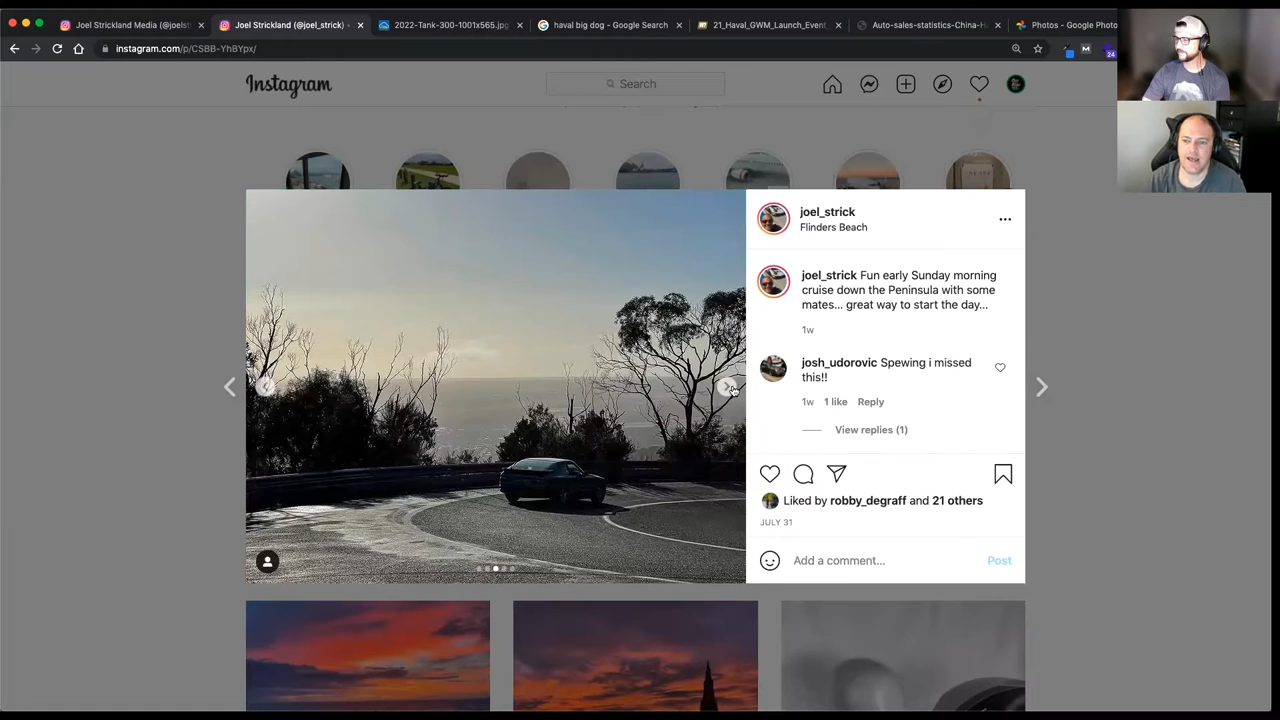 Joel Strickland Media (@joelst
Joel Strickland (@joel_strick) •
2022-Tank-300-1001x565.jpg
haval big dog - Google Search
21_Haval_GWM_Launch_Event
Auto-sales-statistics-China-H
Photos - Google Photo
instagram.com/p/CSBB-YhBYpx/
24
Instagram
Search
joel_strick
Flinders Beach
joel_strick Fun early Sunday morning
cruise down the Peninsula with some
mates... great way to start the day...
1w
josh_udorovic Spewing i missed
this!!
1w 1 like Reply
View replies (1)
Liked by robby_degraff and 21 others
JULY 31
Add a comment...
Post